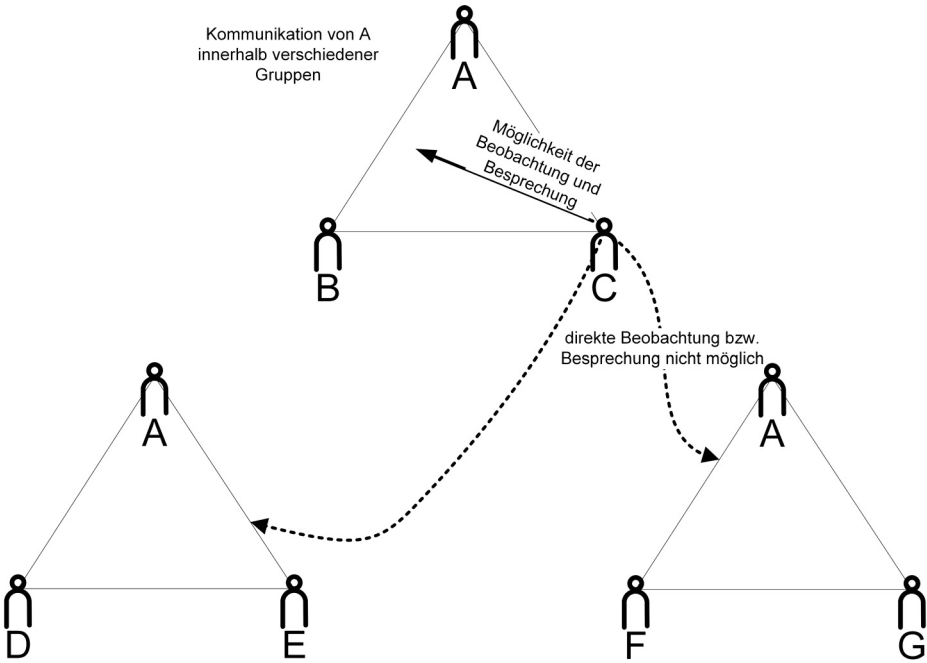 Kommunikation von A
innerhalb verschiedener
Gruppen
A
Möglichkeit der
Beobachtung und
Besprechung
B
C
direkte Beobachtung bzw.
Besprechung nicht möglich
A
A
D
E
F
G